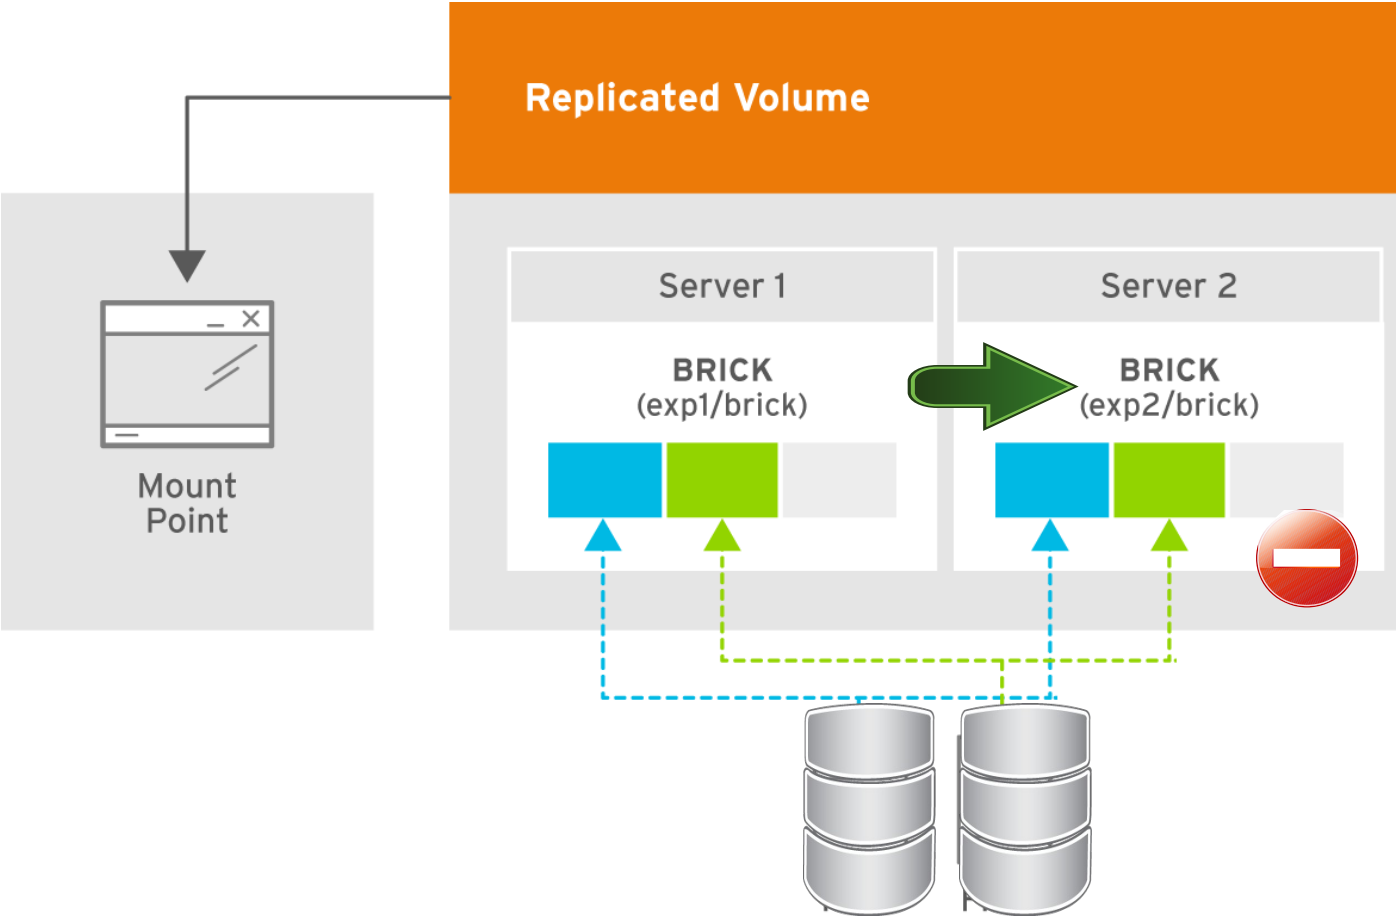 Replicated Volume
Server 1
Server 2
BRICK
(exp1/brick)
BRICK
(exp2/brick)
Mount
Point